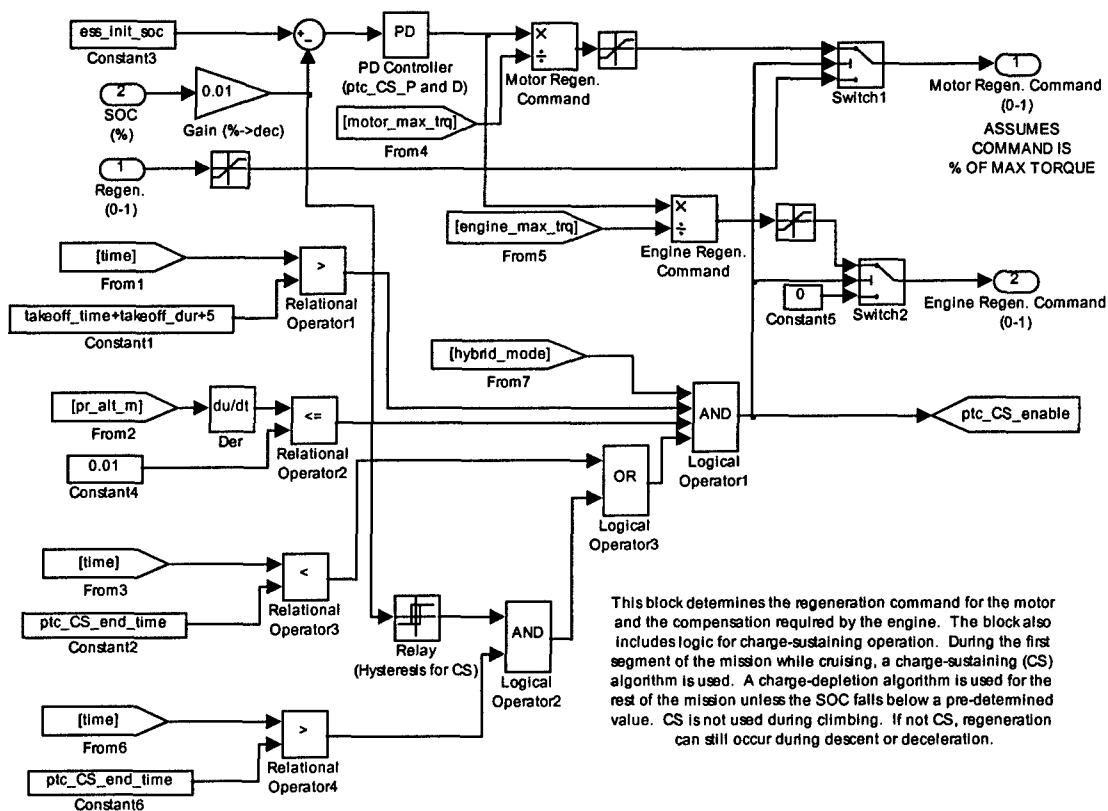 ess_init_soc
Constant3
+
−
PD
PD Controller
(ptc_CS_P and D)
×
÷
Motor Regen.
Command
Switch1
1
Motor Regen. Command
(0-1)
ASSUMES
COMMAND IS
% OF MAX TORQUE
2
SOC
(%)
0.01
Gain (%->dec)
[motor_max_trq]
From4
1
Regen.
(0-1)
[engine_max_trq]
From5
×
÷
Engine Regen.
Command
0
Constant5
Switch2
2
Engine Regen. Command
(0-1)
[time]
From1
takeoff_time+takeoff_dur+5
Constant1
>
Relational
Operator1
[hybrid_mode]
From7
[pr_alt_m]
From2
du/dt
Der
0.01
Constant4
<=
Relational
Operator2
AND
Logical
Operator1
ptc_CS_enable
OR
Logical
Operator3
[time]
From3
ptc_CS_end_time
Constant2
<
Relational
Operator3
Relay
(Hysteresis for CS)
AND
Logical
Operator2
[time]
From6
ptc_CS_end_time
Constant6
>
Relational
Operator4
This block determines the regeneration command for the motor
and the compensation required by the engine. The block also
includes logic for charge-sustaining operation. During the first
segment of the mission while cruising, a charge-sustaining (CS)
algorithm is used. A charge-depletion algorithm is used for the
rest of the mission unless the SOC falls below a pre-determined
value. CS is not used during climbing. If not CS, regeneration
can still occur during descent or deceleration.